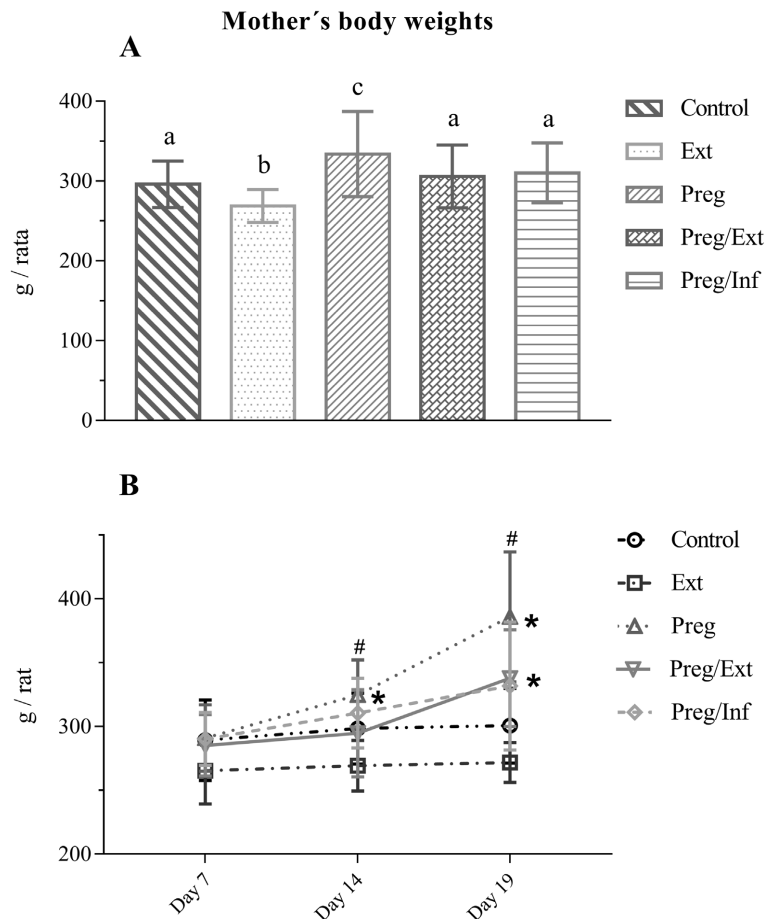 Mother´s body weights
A
a
b
c
a
a
400
300
200
100
0
g / rata
Control
Ext
Preg
Preg/Ext
Preg/Inf
B
#
#
*
*
*
400
300
200
g / rat
Day 7
Day 14
Day 19
Control
Ext
Preg
Preg/Ext
Preg/Inf